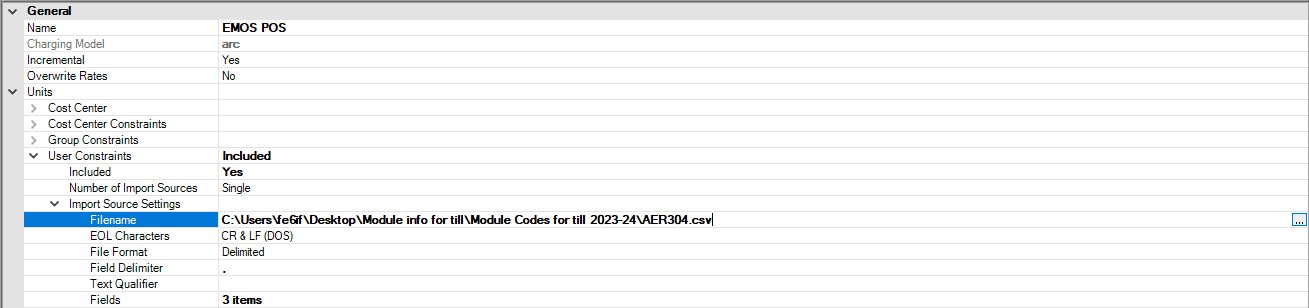 General
Name EMOS POS
Charging Model arc
Incremental Yes
Overwrite Rates No
Units
Cost Center
Cost Center Constraints
Group Constraints
User Constraints Included
Included Yes
Number of Import Sources Single
Import Source Settings
Filename C:\Users\fe6if\Desktop\Module info for till\Module Codes for till 2023-24\AER304.csv ...
EOL Characters CR & LF (DOS)
File Format Delimited
Field Delimiter ,
Text Qualifier
Fields 3 items